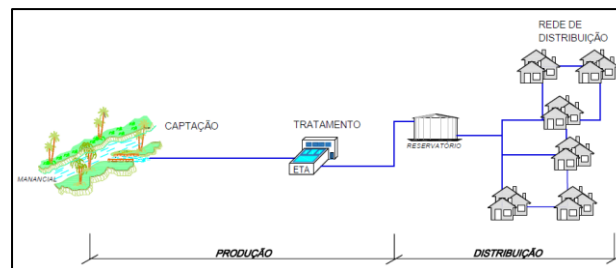 REDE DE
DISTRIBUIÇÃO
CAPTAÇÃO
TRATAMENTO
RESERVATÓRIO
ETA
MANANCIAL
PRODUÇÃO
DISTRIBUIÇÃO